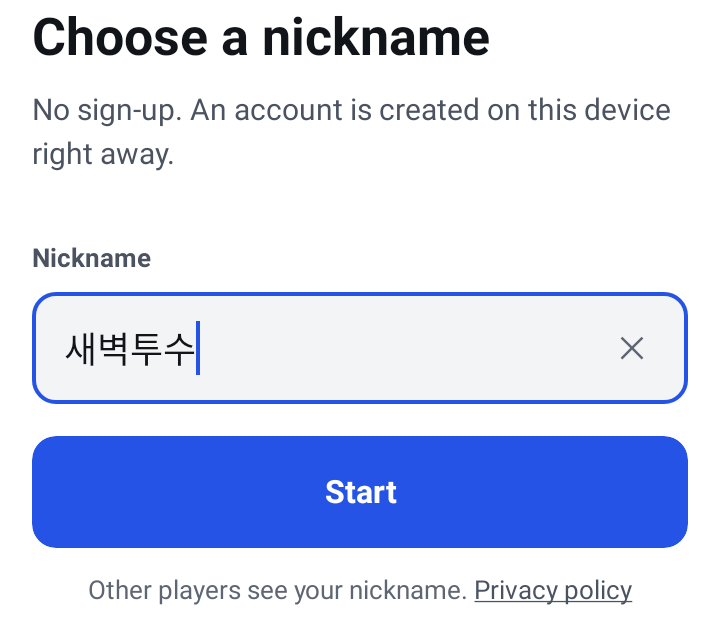 Choose a nickname
No sign-up. An account is created on this device
right away.
Nickname
새벽투수
Start
Other players see your nickname. Privacy policy